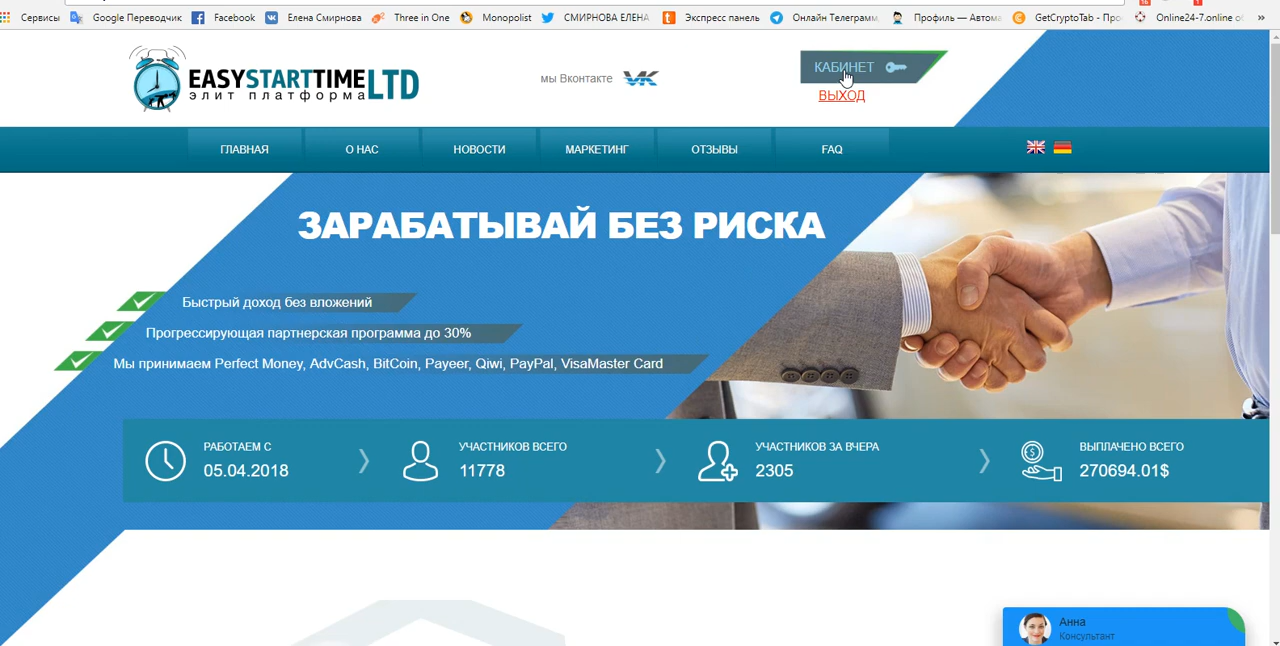 Сервисы Google Переводчик Facebook Елена Смирнова Three in One Monopolist СМИРНОВА ЕЛЕНА Экспресс панель Онлайн Телеграмм Профиль — Автома GetCryptoTab - Про Online24-7.online о »
EASYSTARTTIME LTD
элит платформа
мы Вконтакте
КАБИНЕТ
ВЫХОД
ГЛАВНАЯ О НАС НОВОСТИ МАРКЕТИНГ ОТЗЫВЫ FAQ
ЗАРАБАТЫВАЙ БЕЗ РИСКА
Быстрый доход без вложений
Прогрессирующая партнерская программа до 30%
Мы принимаем Perfect Money, AdvCash, BitCoin, Payeer, Qiwi, PayPal, VisaMaster Card
РАБОТАЕМ С УЧАСТНИКОВ ВСЕГО УЧАСТНИКОВ ЗА ВЧЕРА ВЫПЛАЧЕНО ВСЕГО
05.04.2018 11778 2305 270694.01$
Анна
Консультант